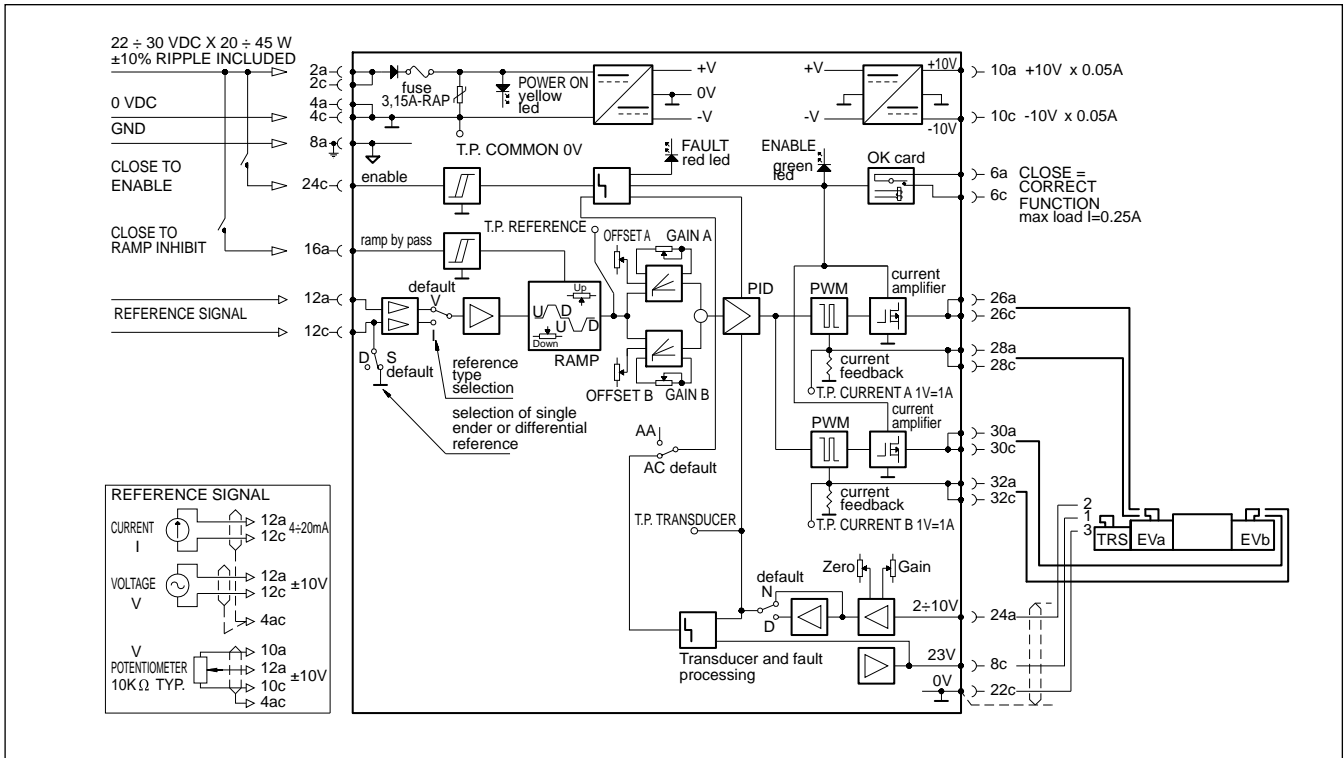 22 ÷ 30 VDC X 20 ÷ 45 W
±10% RIPPLE INCLUDED
0 VDC
GND
CLOSE TO
ENABLE
CLOSE TO
RAMP INHIBIT
REFERENCE SIGNAL
2a
2c
4a
4c
8a
24c
16a
12a
12c
fuse
3,15A-RAP
POWER ON
yellow
led
T.P. COMMON 0V
+V
0V
-V
+V
-V
+10V
-10V
10a +10V x 0.05A
10c -10V x 0.05A
enable
FAULT
red led
ENABLE
green
led
OK card
6a
6c
CLOSE =
CORRECT
FUNCTION
max load I=0.25A
ramp by pass
T.P. REFERENCE
OFFSET A
GAIN A
default
V
I
D
S
default
reference
type
selection
selection of single
ender or differential
reference
Up
U D
U D
Down
RAMP
OFFSET B
GAIN B
PID
PWM
current
amplifier
26a
26c
28a
28c
current
feedback
T.P. CURRENT A 1V=1A
current
amplifier
PWM
30a
30c
32a
32c
current
feedback
T.P. CURRENT B 1V=1A
AA
AC default
T.P. TRANSDUCER
2
1
3
TRS
EVa
EVb
Zero
Gain
default
N
D
2÷10V
24a
23V
8c
0V
22c
Transducer and fault
processing
REFERENCE SIGNAL
CURRENT
I
12a
12c
4÷20mA
VOLTAGE
V
12a
12c
±10V
4ac
V
POTENTIOMETER
10KΩ TYP.
10a
12a
10c
4ac
±10V